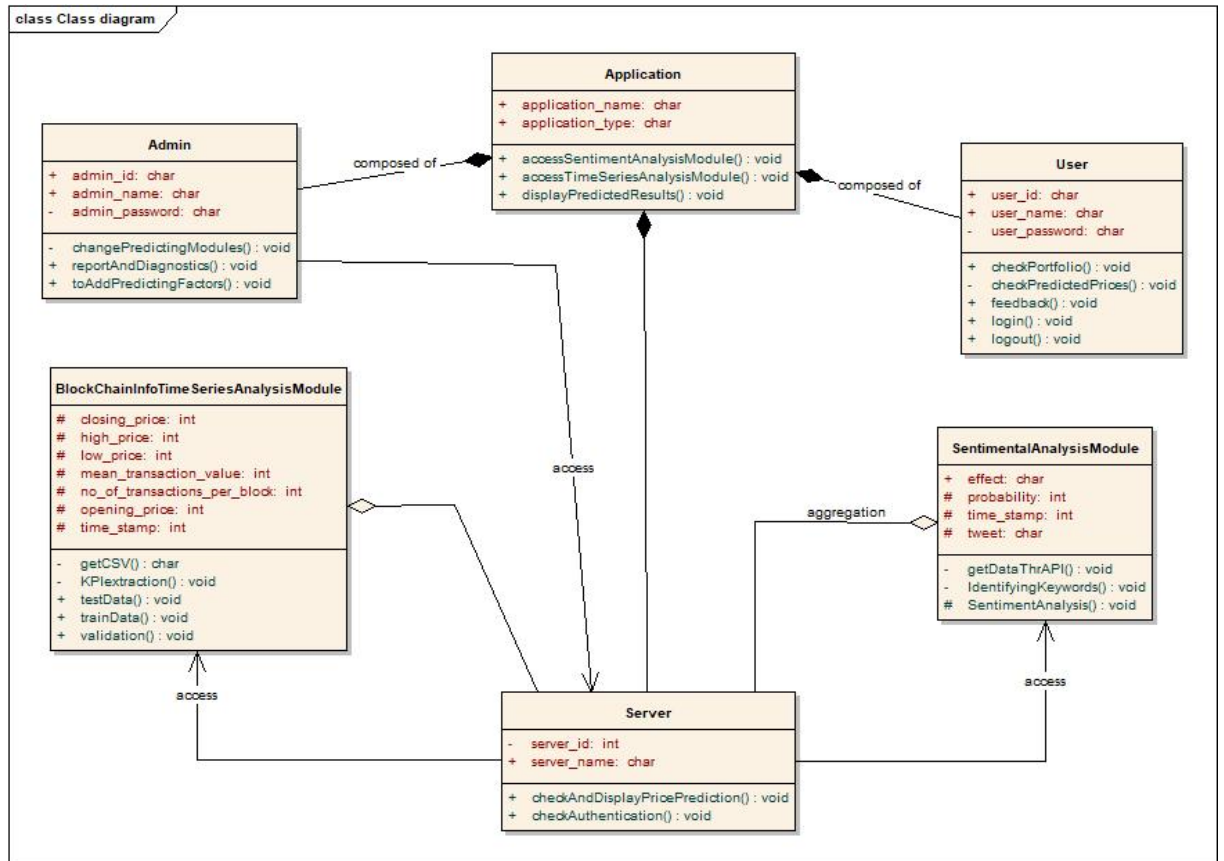 class Class diagram
Application
+ application_name: char
+ application_type: char
+ accessSentimentAnalysisModule() : void
+ accessTimeSeriesAnalysisModule() : void
+ displayPredictedResults() : void
Admin
+ admin_id: char
+ admin_name: char
- admin_password: char
- changePredictingModules() : void
+ reportAndDiagnostics() : void
+ toAddPredictingFactors() : void
composed of
composed of
User
+ user_id: char
+ user_name: char
- user_password: char
+ checkPortfolio() : void
- checkPredictedPrices() : void
+ feedback() : void
+ login() : void
+ logout() : void
BlockChainInfoTimeSeriesAnalysisModule
# closing_price: int
# high_price: int
# low_price: int
# mean_transaction_value: int
# no_of_transactions_per_block: int
# opening_price: int
# time_stamp: int
- getCSV() : char
- KPIextraction() : void
+ testData() : void
+ trainData() : void
+ validation() : void
access
aggregation
SentimentalAnalysisModule
+ effect: char
# probability: int
# time_stamp: int
# tweet: char
- getDataThrAPI() : void
- IdentifyingKeywords() : void
# SentimentAnalysis() : void
access
access
Server
- server_id: int
+ server_name: char
+ checkAndDisplayPricePrediction() : void
+ checkAuthentication() : void